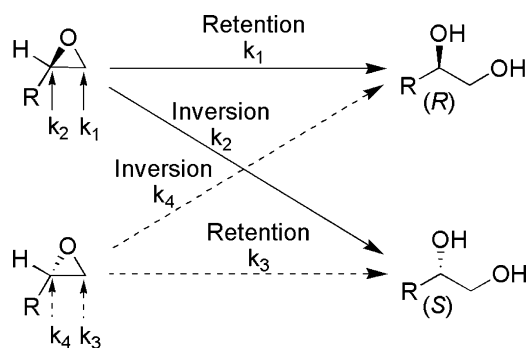 O
H
R
k2 k1
Retention
k1
OH
OH
R
(R)
Inversion
k2
Inversion
k4
O
H
R
k4 k3
Retention
k3
OH
OH
R
(S)